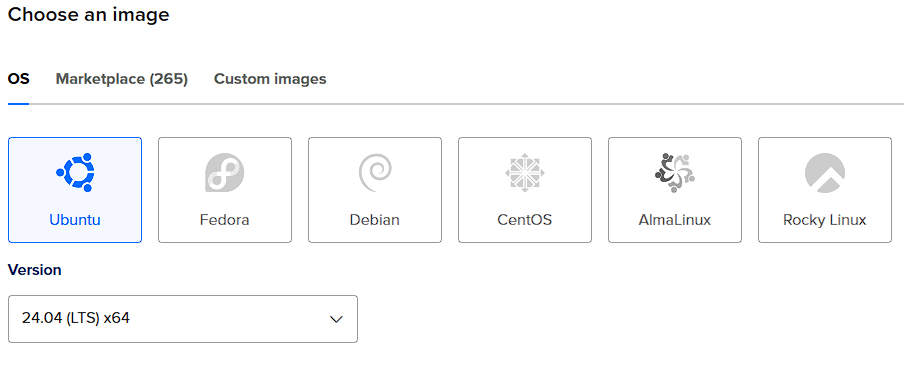 Choose an image
OS Marketplace (265) Custom images
Ubuntu Fedora Debian CentOS AlmaLinux Rocky Linux
Version
24.04 (LTS) x64